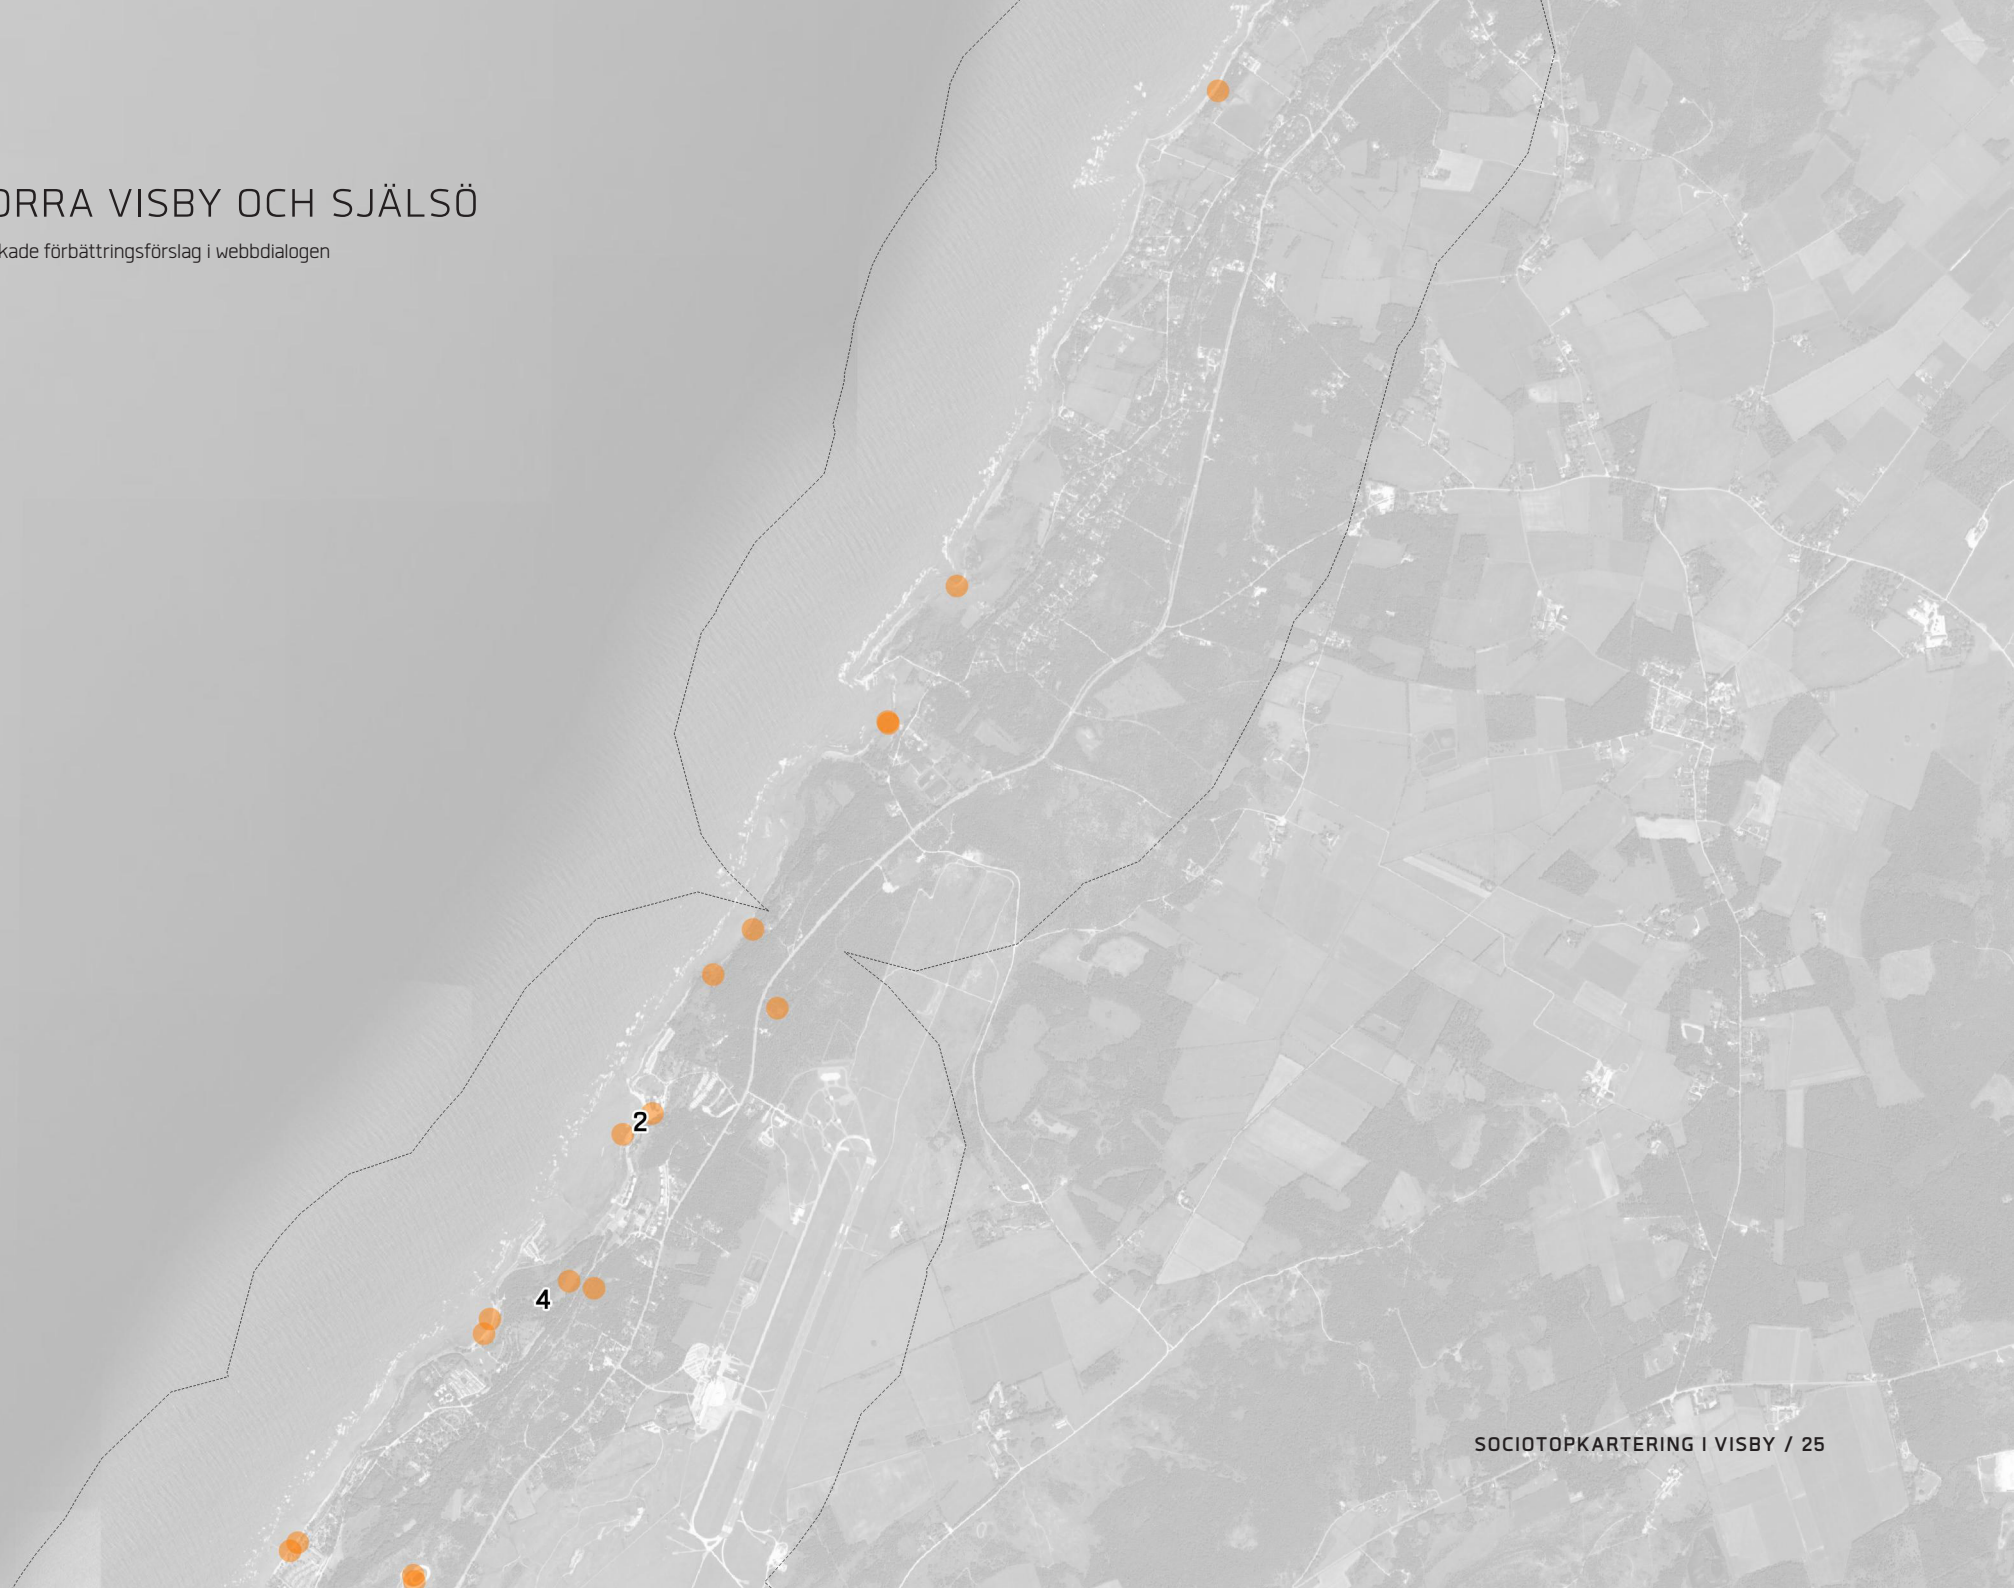 ORRA VISBY OCH SJÄLSÖ
kade förbättringsförslag i webbdialogen
2
4
SOCIOTOPKARTERING I VISBY / 25